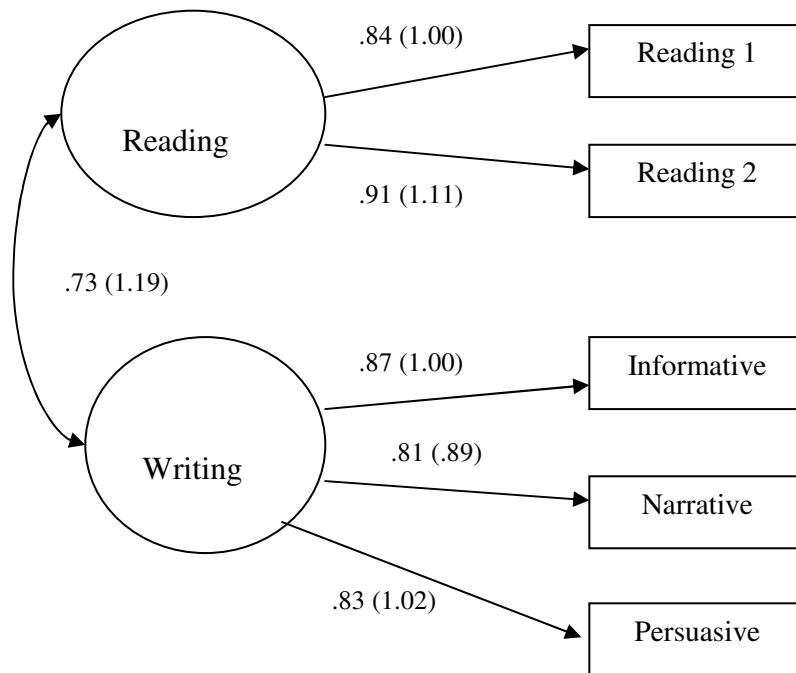 .84 (1.00)
Reading 1
Reading
Reading 2
.91 (1.11)
.73 (1.19)
.87 (1.00)
Informative
.81 (.89)
Writing
Narrative
.83 (1.02)
Persuasive